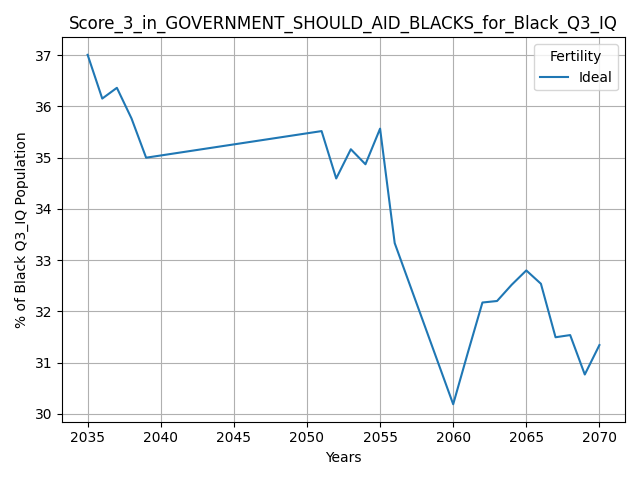 Score_3_in_GOVERNMENT_SHOULD_AID_BLACKS_for_Black_Q3_IQ
Fertility
Ideal
% of Black Q3_IQ Population
37
36
35
34
33
32
31
30
2035 2040 2045 2050 2055 2060 2065 2070
Years